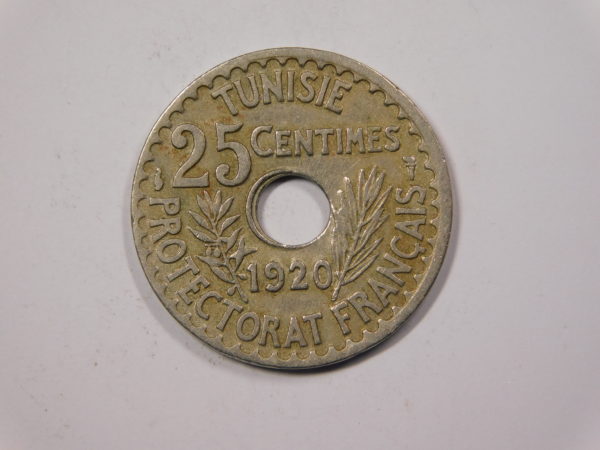 TUNISIE
25 CENTIMES
1920
PROTECTORAT FRANÇAIS